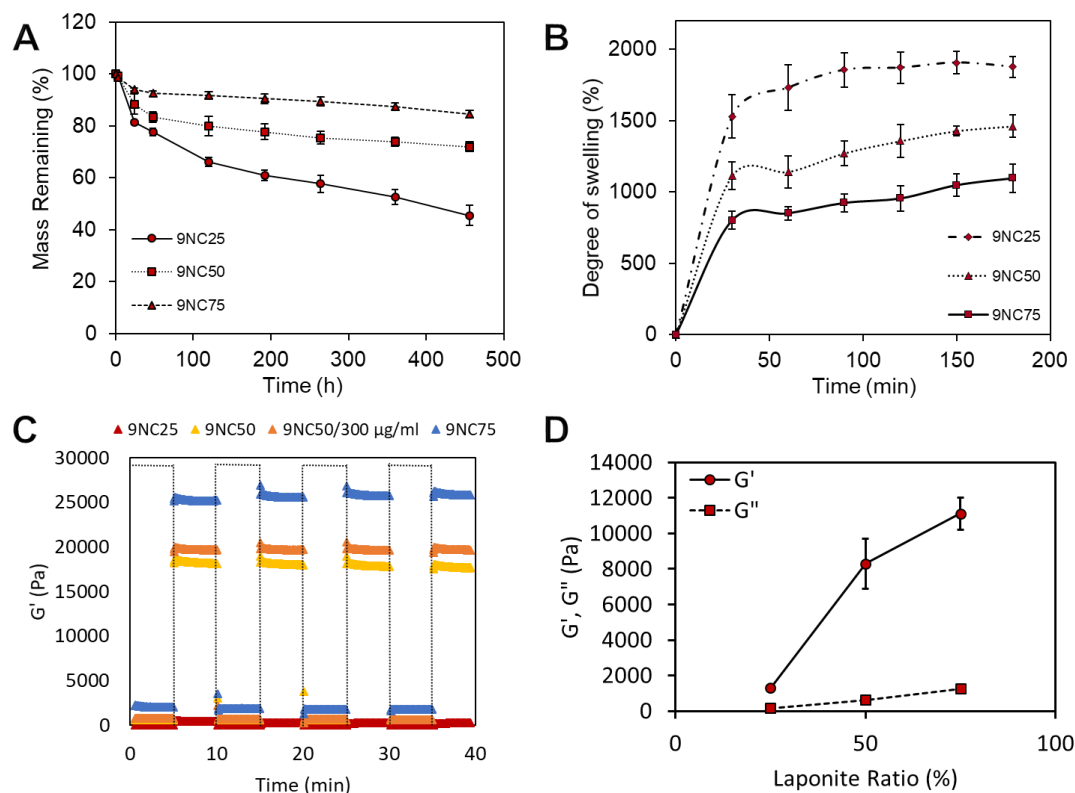 A
120
100
80
60
40
20
0
Mass Remaining (%)
9NC25
9NC50
9NC75
0 100 200 300 400 500
Time (h)
B
2000
1500
1000
500
0
Degree of swelling (%)
9NC25
9NC50
9NC75
0 50 100 150 200
Time (min)
C
9NC25 9NC50 9NC50/300 µg/ml 9NC75
30000
25000
20000
15000
10000
5000
0
G' (Pa)
0 10 20 30 40
Time (min)
D
14000
12000
10000
8000
6000
4000
2000
0
G', G" (Pa)
G'
G"
0 50 100
Laponite Ratio (%)